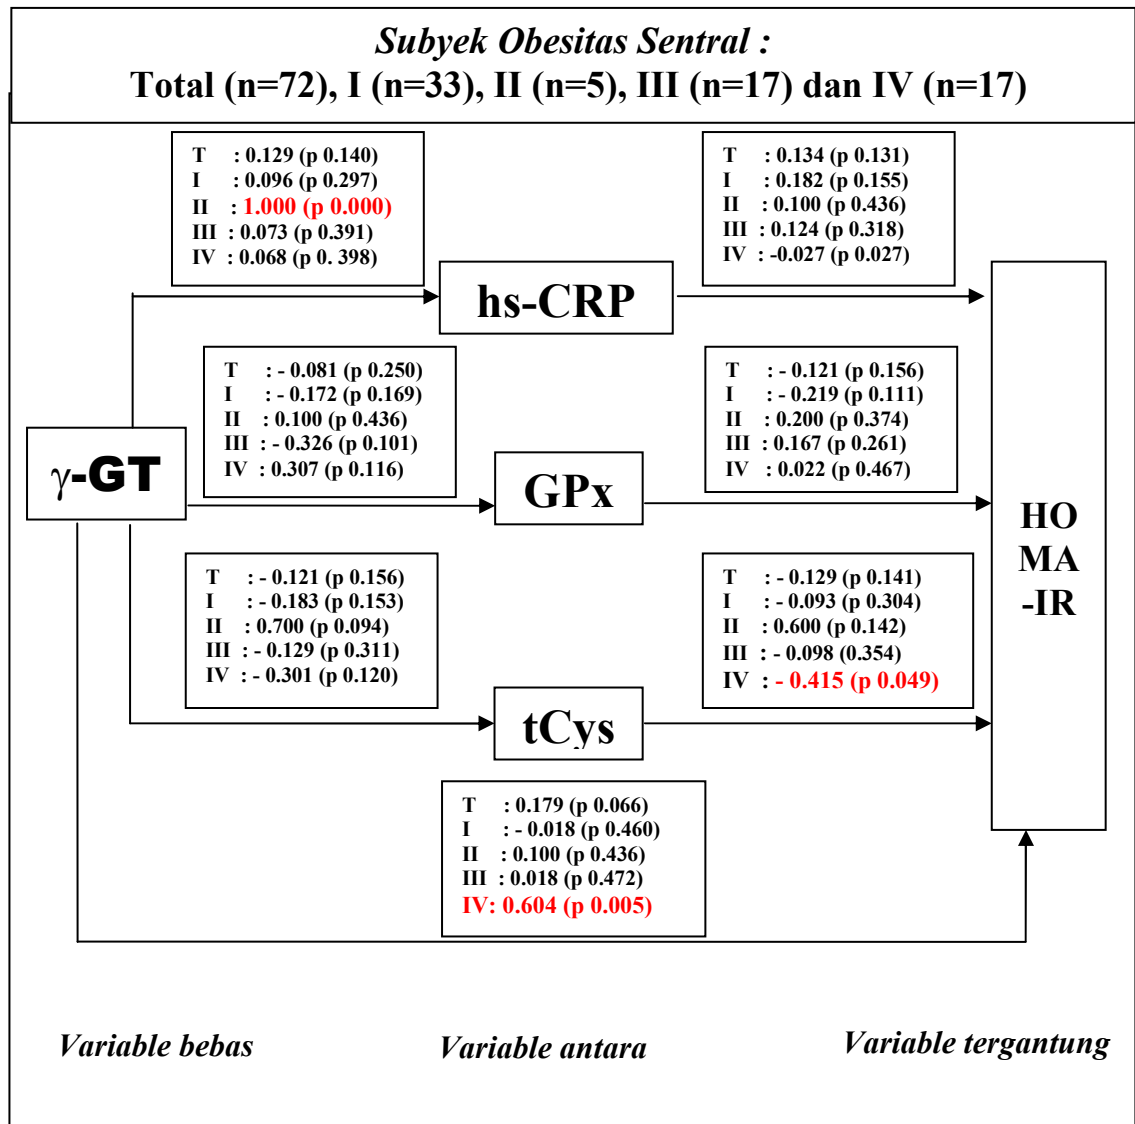 Subyek Obesitas Sentral :
Total (n=72), I (n=33), II (n=5), III (n=17) dan IV (n=17)
T : 0.129 (p 0.140)
I : 0.096 (p 0.297)
II : 1.000 (p 0.000)
III : 0.073 (p 0.391)
IV : 0.068 (p 0. 398)
T : 0.134 (p 0.131)
I : 0.182 (p 0.155)
II : 0.100 (p 0.436)
III : 0.124 (p 0.318)
IV : -0.027 (p 0.027)
hs-CRP
T : - 0.081 (p 0.250)
I : - 0.172 (p 0.169)
II : 0.100 (p 0.436)
III : - 0.326 (p 0.101)
IV : 0.307 (p 0.116)
T : - 0.121 (p 0.156)
I : - 0.219 (p 0.111)
II : 0.200 (p 0.374)
III : 0.167 (p 0.261)
IV : 0.022 (p 0.467)
γ-GT
GPx
HO
MA
-IR
T : - 0.121 (p 0.156)
I : - 0.183 (p 0.153)
II : 0.700 (p 0.094)
III : - 0.129 (p 0.311)
IV : - 0.301 (p 0.120)
T : - 0.129 (p 0.141)
I : - 0.093 (p 0.304)
II : 0.600 (p 0.142)
III : - 0.098 (0.354)
IV : - 0.415 (p 0.049)
tCys
T : 0.179 (p 0.066)
I : - 0.018 (p 0.460)
II : 0.100 (p 0.436)
III : 0.018 (p 0.472)
IV: 0.604 (p 0.005)
Variable bebas
Variable antara
Variable tergantung